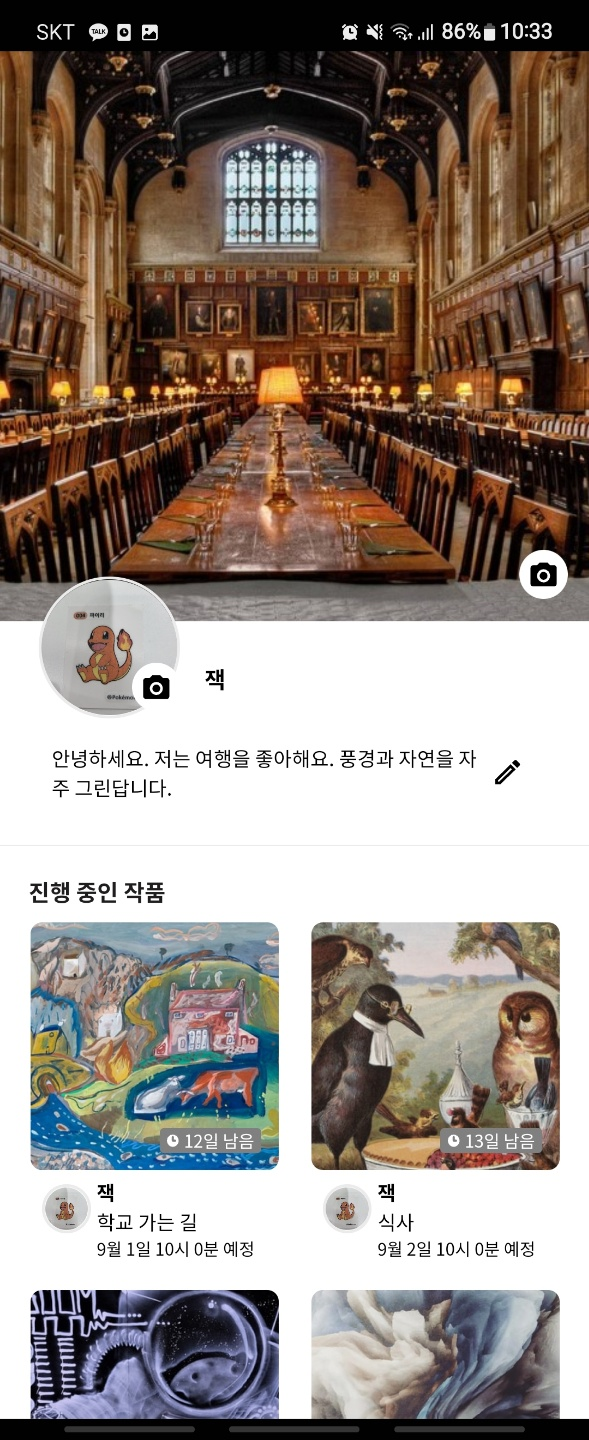 SKT TALK 86% 10:33
파이리
잭
안녕하세요. 저는 여행을 좋아해요. 풍경과 자연을 자
주 그린답니다.
진행 중인 작품
12일 남음
13일 남음
잭
학교 가는 길
9월 1일 10시 0분 예정
잭
식사
9월 2일 10시 0분 예정